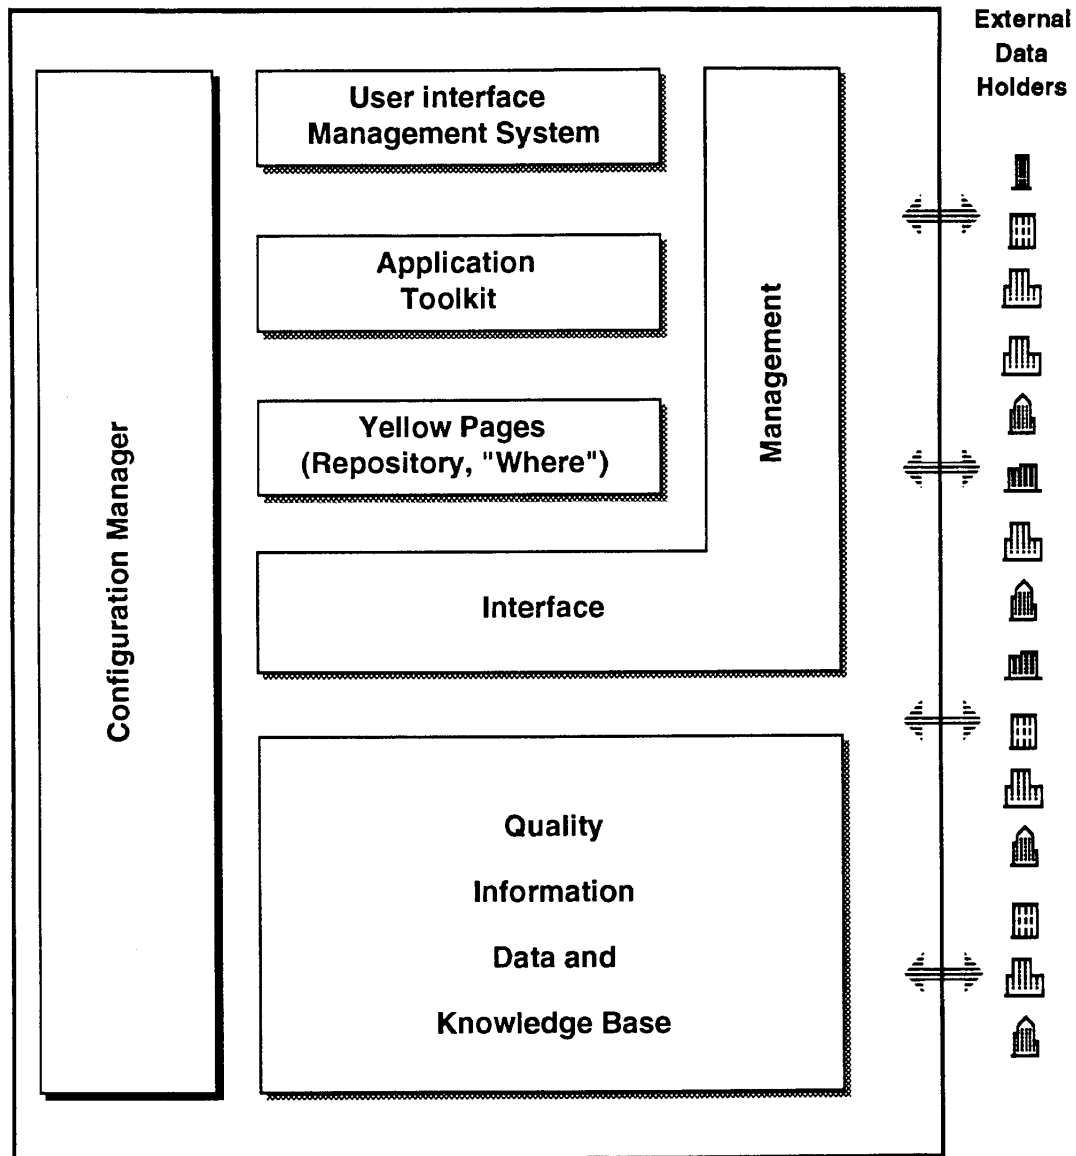 External
Data
Holders
User interface
Management System
Application
Toolkit
Yellow Pages
(Repository, "Where")
Management
Interface
Configuration Manager
Quality
Information
Data and
Knowledge Base